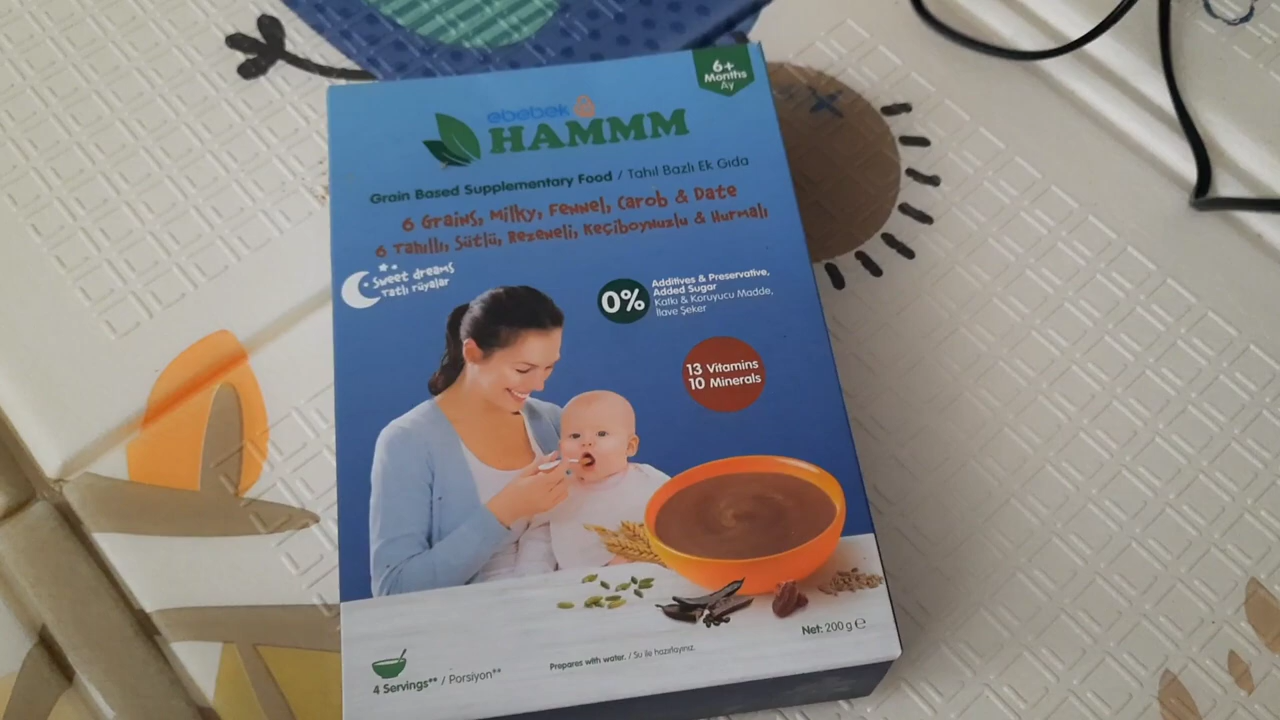 6+
Months
Ay
ebebek
HAMMM
Grain Based Supplementary Food / Tahıl Bazlı Ek Gıda
6 Grains, Milky, Fennel, Carob & Date
6 Tahıllı, Sütlü, Rezeneli, Keçiboynuzlu & Hurmalı
Sweet dreams
Tatlı rüyalar
0%
Additives & Preservative,
Added Sugar
Katkı & Koruyucu Madde,
İlave Şeker
13 Vitamins
10 Minerals
Net: 200 g ℮
Prepares with water. / Su ile hazırlayınız.
4 Servings** / Porsiyon**